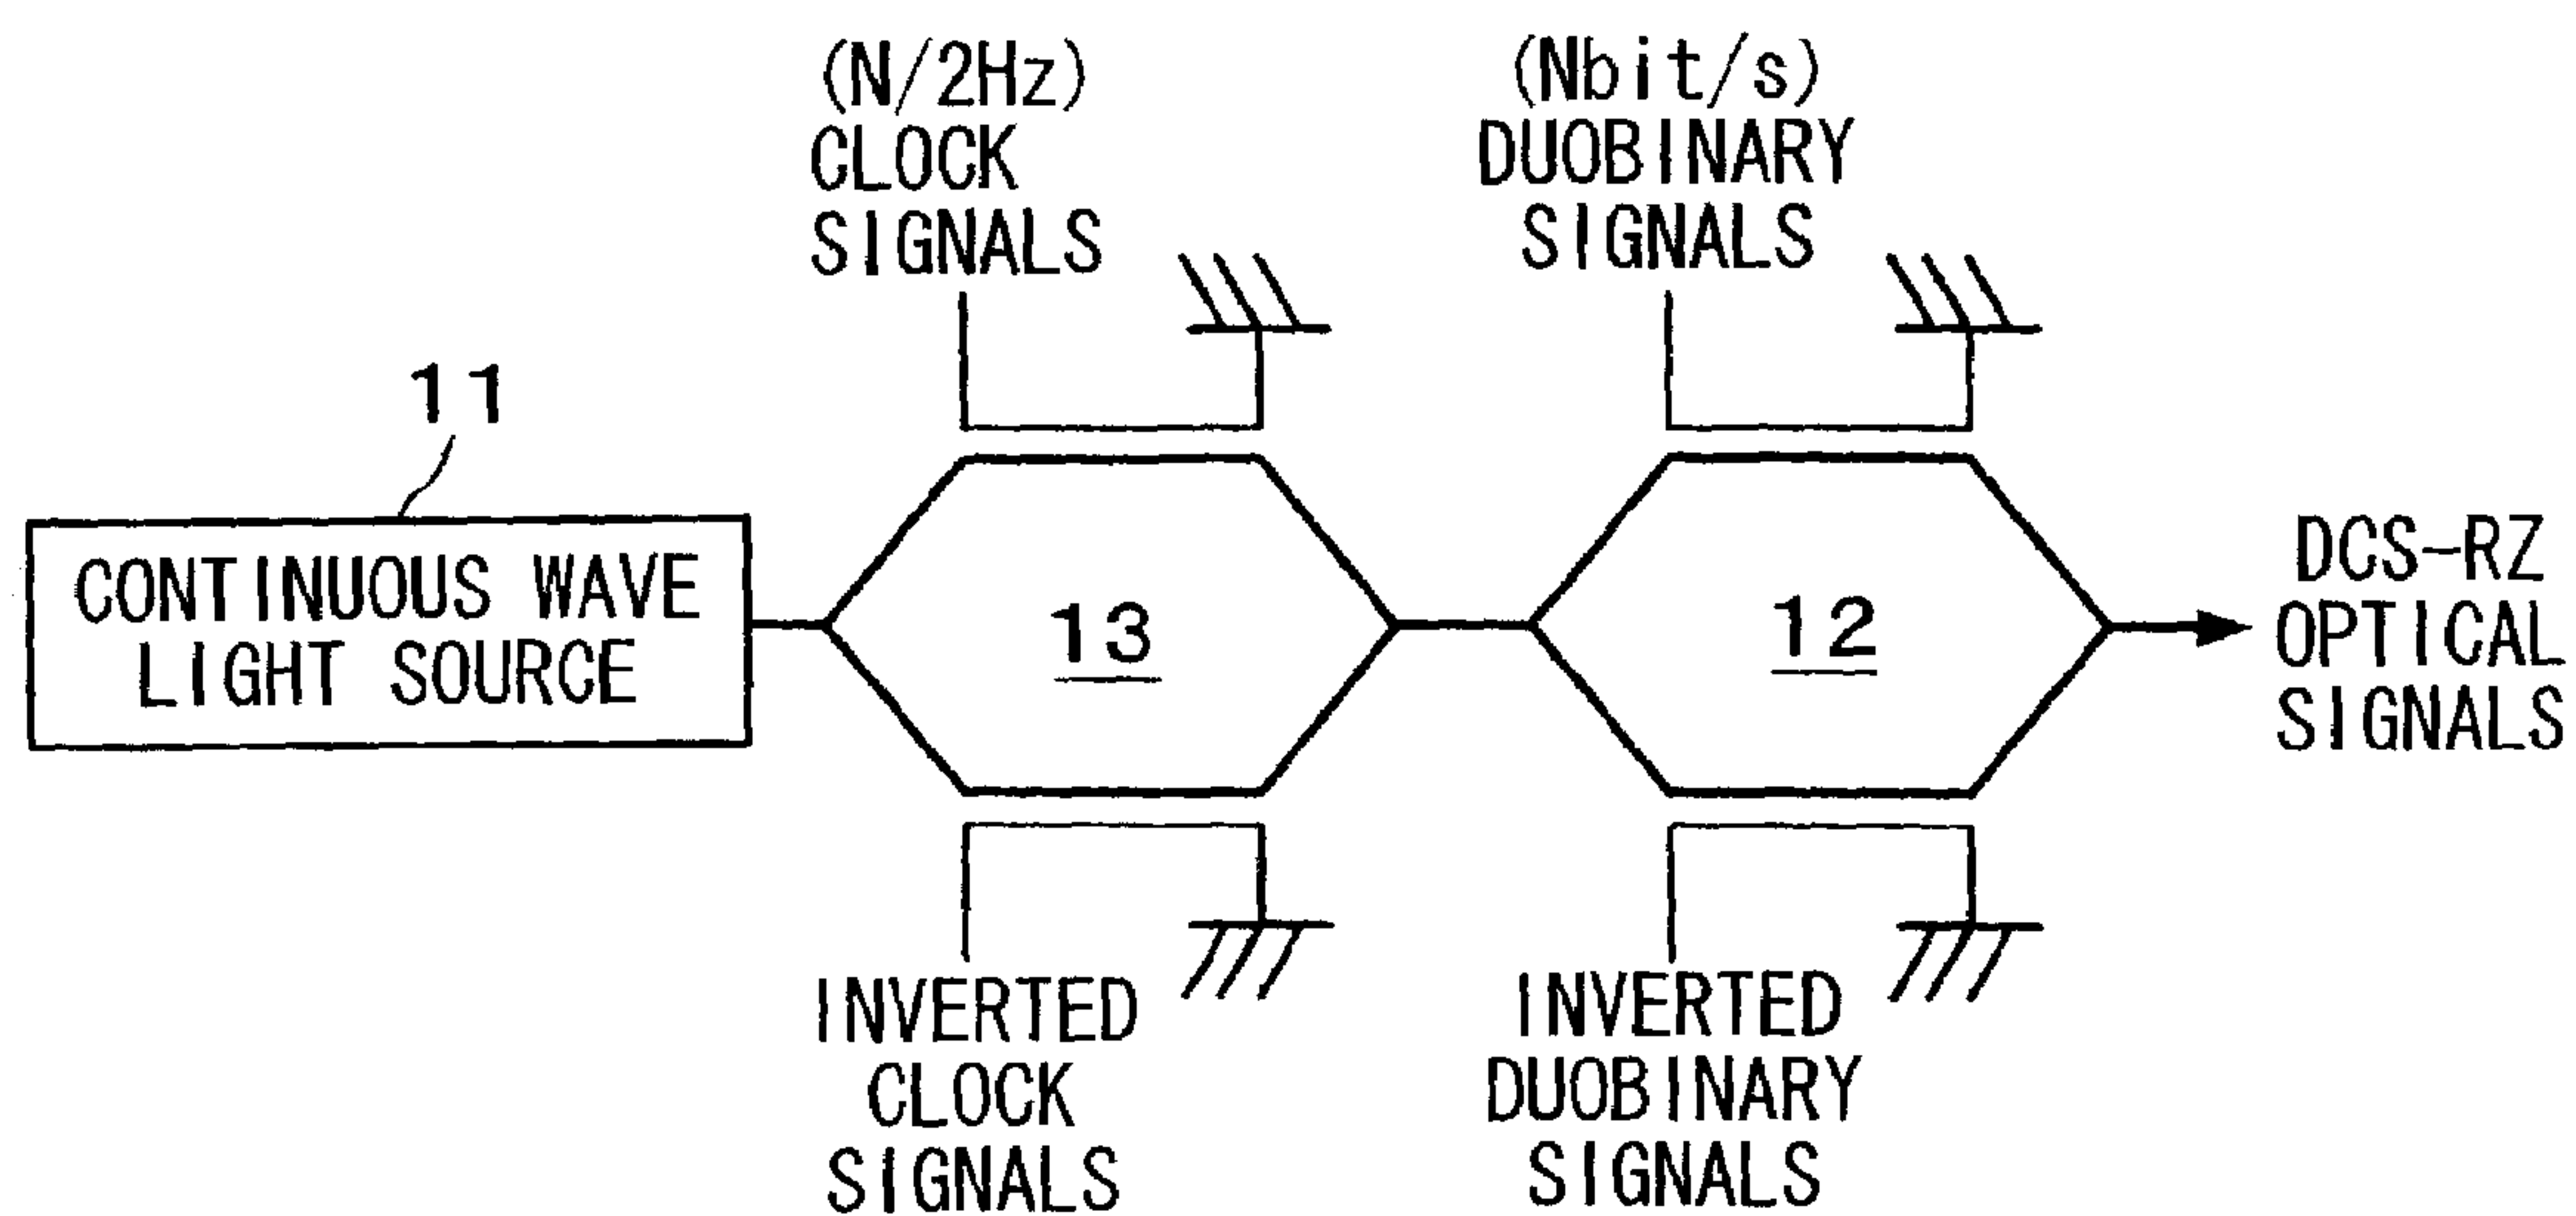 (N/2Hz)
CLOCK
SIGNALS
(Nbit/s)
DUOBINARY
SIGNALS
11
CONTINUOUS WAVE
LIGHT SOURCE
13
12
DCS-RZ
OPTICAL
SIGNALS
INVERTED
CLOCK
SIGNALS
INVERTED
DUOBINARY
SIGNALS